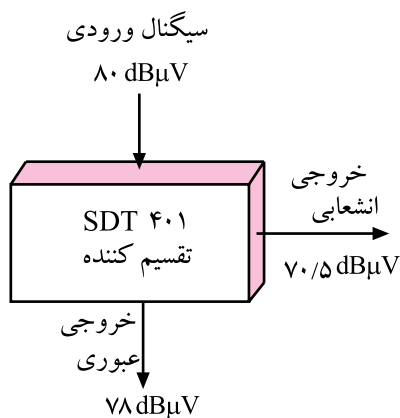 سیگنال ورودی
۸۰ dBµV
خروجی
انشعابی
۷۰/۵ dBµV
SDT ۴۰۱
تقسیم کننده
خروجی
عبوری
۷۸ dBµV